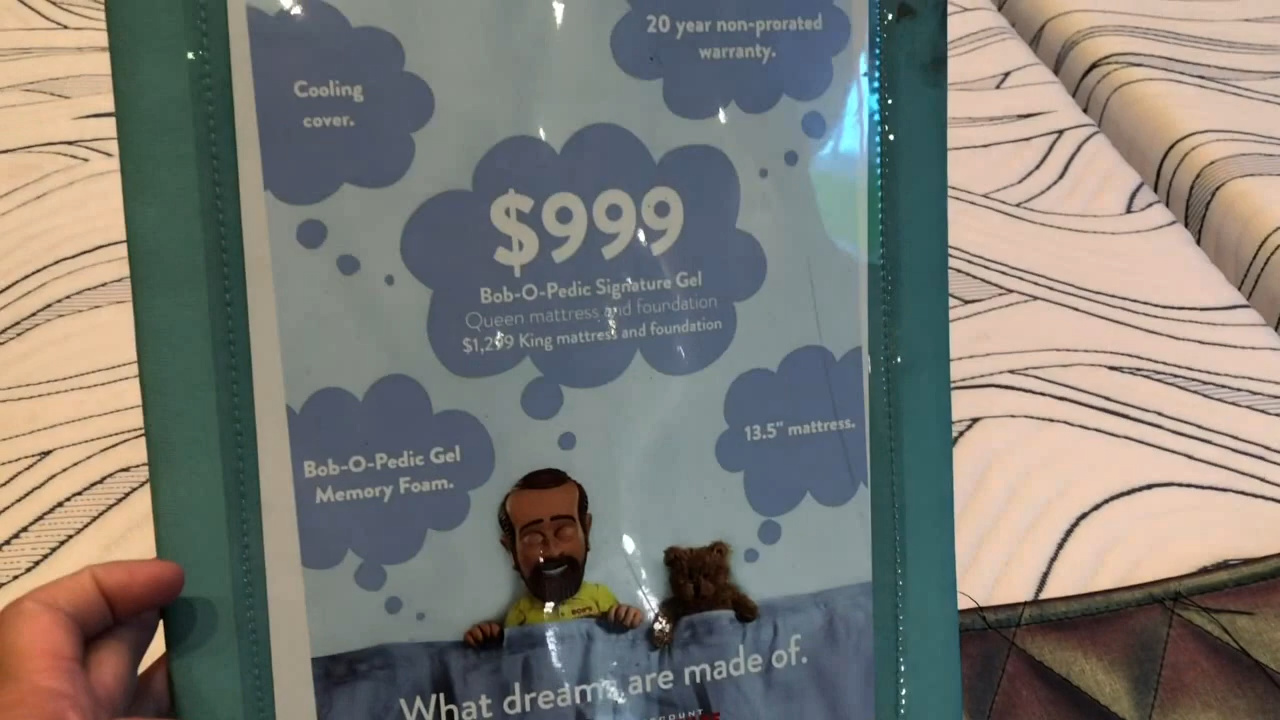 20 year non-prorated
warranty.
Cooling
cover.
$999
Bob-O-Pedic Signature Gel
Queen mattress and foundation
$1,299 King mattress and foundation
13.5" mattress.
Bob-O-Pedic Gel
Memory Foam.
BOB'S
What dreams are made of.